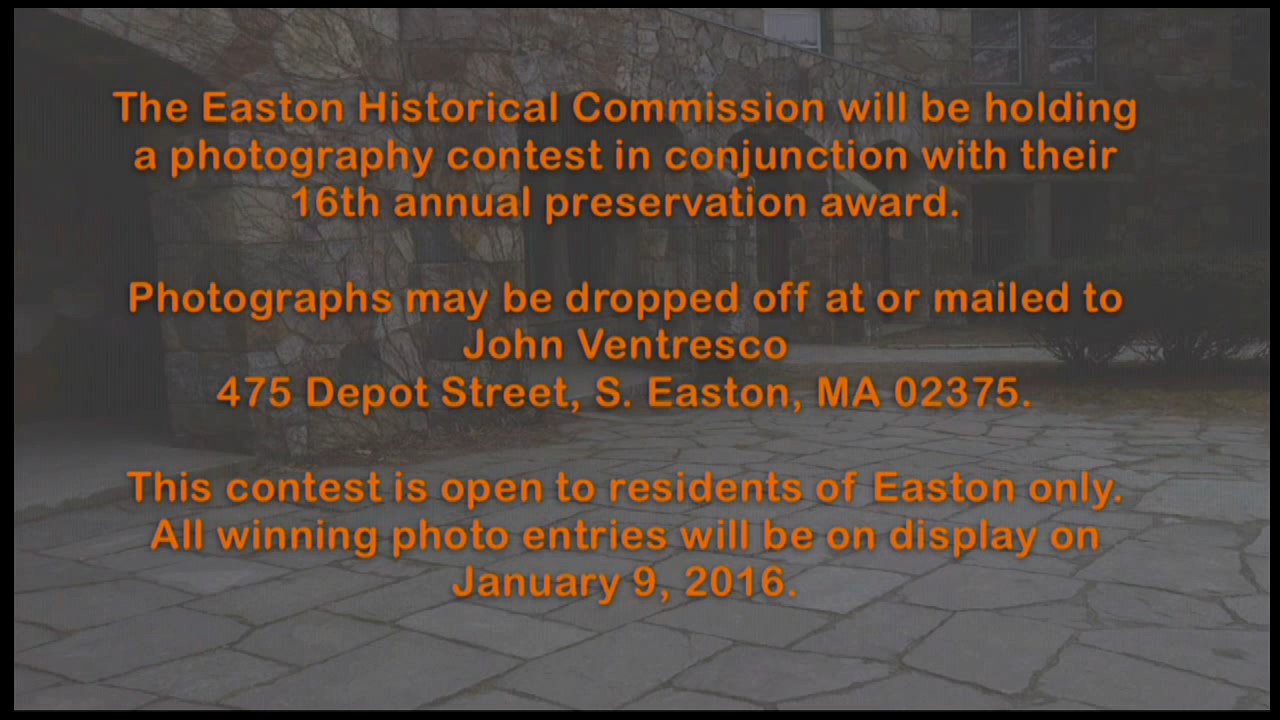 The Easton Historical Commission will be holding
a photography contest in conjunction with their
16th annual preservation award.
Photographs may be dropped off at or mailed to
John Ventresco
475 Depot Street, S. Easton, MA 02375.
This contest is open to residents of Easton only.
All winning photo entries will be on display on
January 9, 2016.